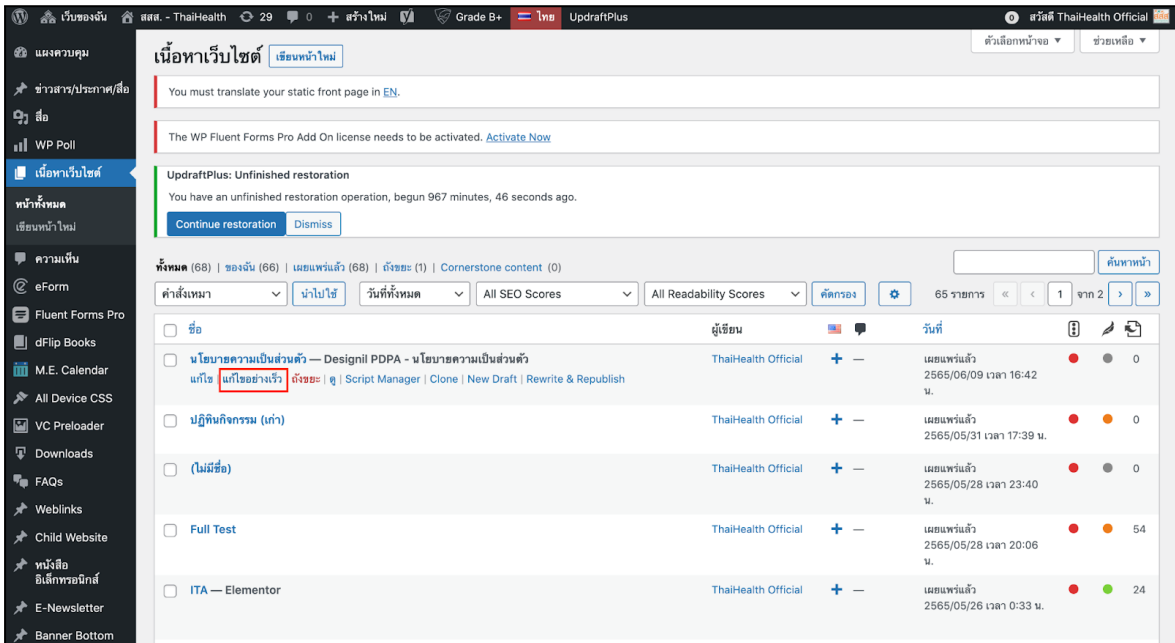 เว็บของฉัน สสส. - ThaiHealth 29 0 + สร้างใหม่ Grade B+ ไทย UpdraftPlus 0 สวัสดี ThaiHealth Official
ตัวเลือกหน้าจอ ▼ ช่วยเหลือ ▼
แผงควบคุม
ข่าวสาร/ประกาศ/สื่อ
สื่อ
WP Poll
เนื้อหาเว็บไซต์
หน้าทั้งหมด
เขียนหน้าใหม่
ความเห็น
eForm
Fluent Forms Pro
dFlip Books
M.E. Calendar
All Device CSS
VC Preloader
Downloads
FAQs
Weblinks
Child Website
หนังสือ
อิเล็กทรอนิกส์
E-Newsletter
Banner Bottom
เนื้อหาเว็บไซต์ เขียนหน้าใหม่
You must translate your static front page in EN.
The WP Fluent Forms Pro Add On license needs to be activated. Activate Now
UpdraftPlus: Unfinished restoration
You have an unfinished restoration operation, begun 967 minutes, 46 seconds ago.
Continue restoration Dismiss
ทั้งหมด (68) | ของฉัน (66) | เผยแพร่แล้ว (68) | ถังขยะ (1) | Cornerstone content (0)
ค้นหาหน้า
คำสั่งเหมา นำไปใช้ วันที่ทั้งหมด All SEO Scores All Readability Scores คัดกรอง 65 รายการ « ‹ 1 จาก 2 › »
ชื่อ ผู้เขียน วันที่
นโยบายความเป็นส่วนตัว — Designil PDPA - นโยบายความเป็นส่วนตัว ThaiHealth Official + — เผยแพร่แล้ว 0
แก้ไข | แก้ไขอย่างเร็ว | ถังขยะ | ดู | Script Manager | Clone | New Draft | Rewrite & Republish 2565/06/09 เวลา 16:42
น.
ปฏิทินกิจกรรม (เก่า) ThaiHealth Official + — เผยแพร่แล้ว 0
2565/05/31 เวลา 17:39 น.
(ไม่มีชื่อ) ThaiHealth Official + — เผยแพร่แล้ว 0
2565/05/28 เวลา 23:40
น.
Full Test ThaiHealth Official + — เผยแพร่แล้ว 54
2565/05/28 เวลา 20:06
น.
ITA — Elementor ThaiHealth Official + — เผยแพร่แล้ว 24
2565/05/26 เวลา 0:33 น.